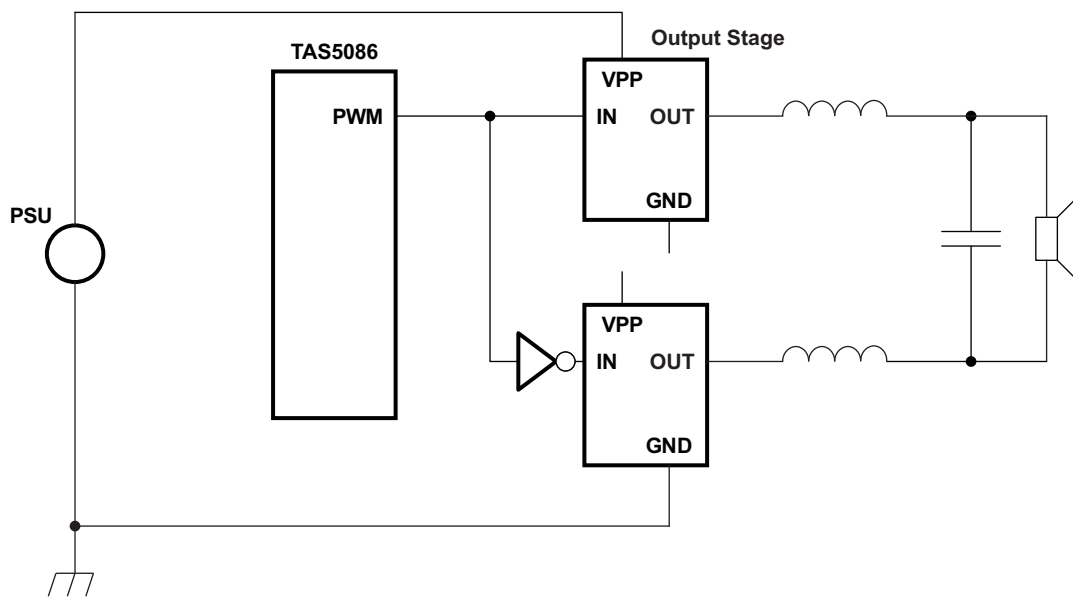 Output Stage
TAS5086
VPP
PWM
IN OUT
GND
PSU
VPP
IN OUT
GND